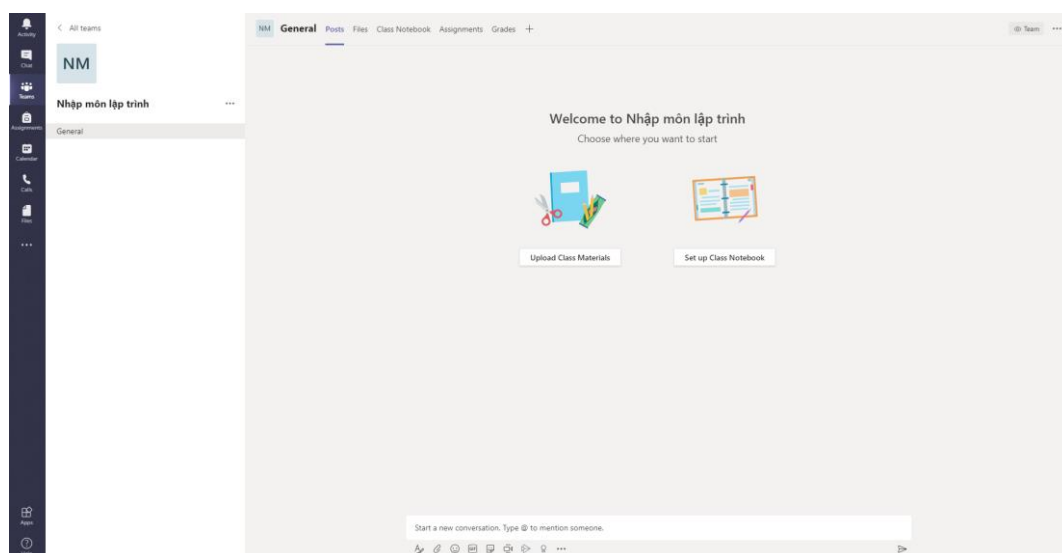 Activity
Chat
Teams
Assignments
Calendar
Calls
Files
Apps
All teams
NM
Nhập môn lập trình
General
NM General Posts Files Class Notebook Assignments Grades
Team
Welcome to Nhập môn lập trình
Choose where you want to start
Upload Class Materials
Set up Class Notebook
Start a new conversation. Type @ to mention someone.